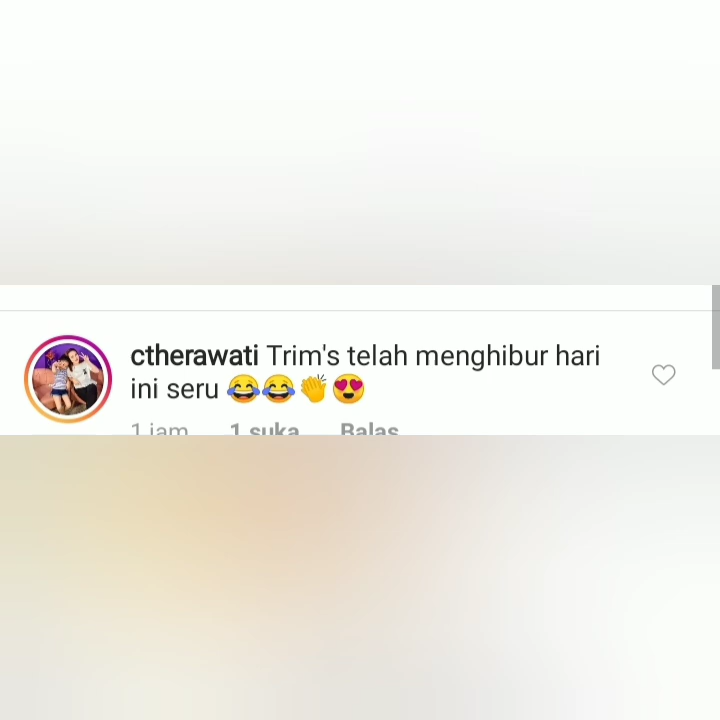 ctherawati Trim's telah menghibur hari
ini seru 😂😂👏😍
1 jam 1 suka Balas